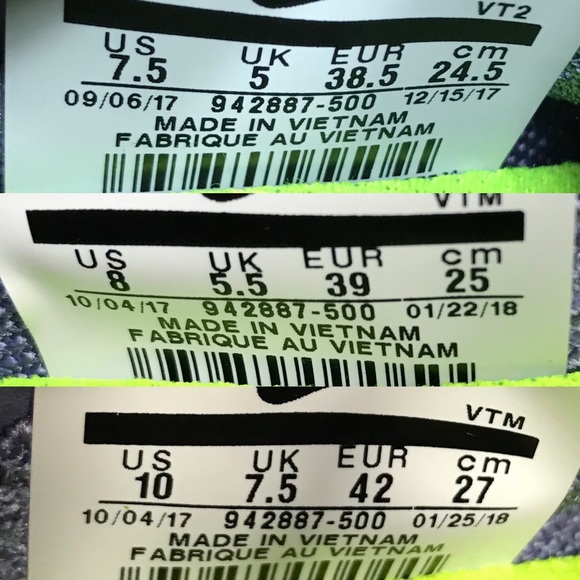 VT2
US UK EUR cm
7.5 5 38.5 24.5
09/06/17 942887-500 12/15/17
MADE IN VIETNAM
FABRIQUE AU VIETNAM
VTM
US UK EUR cm
8 5.5 39 25
10/04/17 942887-500 01/22/18
MADE IN VIETNAM
FABRIQUE AU VIETNAM
VTM
US UK EUR cm
10 7.5 42 27
10/04/17 942887-500 01/25/18
MADE IN VIETNAM
FABRIQUE AU VIETNAM